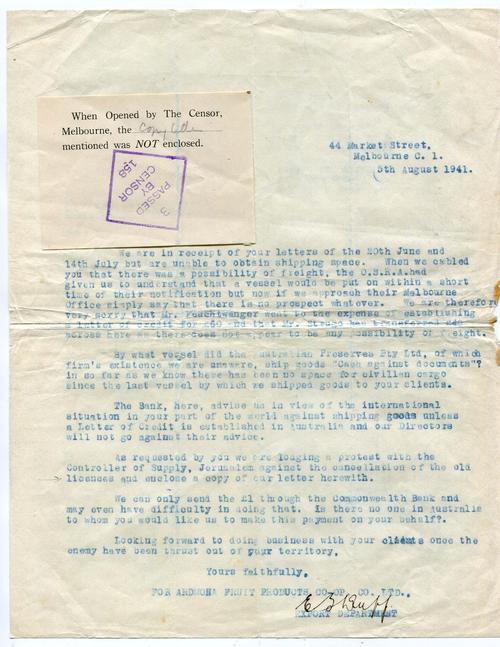 When Opened by The Censor,
Melbourne, the copy letter
mentioned was NOT enclosed.
PASSED
BY
CENSOR
3
158
44 Market Street,
Melbourne C. 1.
5th August 1941.
We are in receipt of your letters of the 20th June and
14th July but are unable to obtain shipping space. When we cabled
you that there was a possibility of freight, the O.S.R.A.had
given us to understand that a vessel would be put on within a short
time of their notification but now if we approach their Melbourne
Office simply say that there is no prospect whatever. We are therefore
very sorry that Mr. Feuchtwanger went to the expense of establishing
a letter of credit for £60 and that Mr. Strugo has transferred
across here as there does not appear to be any possibility of freight.
By what vessel did the Australian Preserves Pty Ltd, of which
firm's existence we are unaware, ship goods "Cash against documents"?
in so far as we know these has been no space for civilian cargo
since the last vessel by which we shipped goods to your clients.
The Bank, here, advise us in view of the international
situation in your part of the world against shipping goods unless
a Letter of Credit is established in Australia and our Directors
will not go against their advice.
As requested by you we are lodging a protest with the
Controller of Supply, Jerusalem against the cancellation of the old
licences and enclose a copy of our letter herewith.
We can only send the £1 through the Commonwealth Bank and
may even have difficulty in doing that. Is there no one in Australia
to whom you would like us to make this payment on your behalf?.
Looking forward to doing business with your clients once the
enemy have been thrust out of your territory.
Yours faithfully,
FOR ARDMONA FRUIT PRODUCTS CO-OP. CO. LTD.,
EXPORT DEPARTMENT